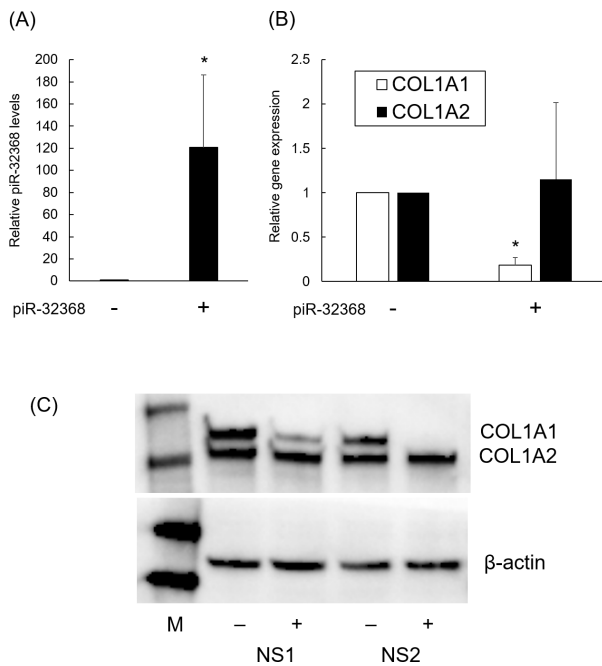 (A)
Relative piR-32368 levels
200
180
160
140
120
100
80
60
40
20
0
*
piR-32368
-
+
(B)
Relative gene expression
2.5
2
1.5
1
0.5
0
COL1A1
COL1A2
*
piR-32368
-
+
(C)
COL1A1
COL1A2
β-actin
M – + – +
NS1 NS2